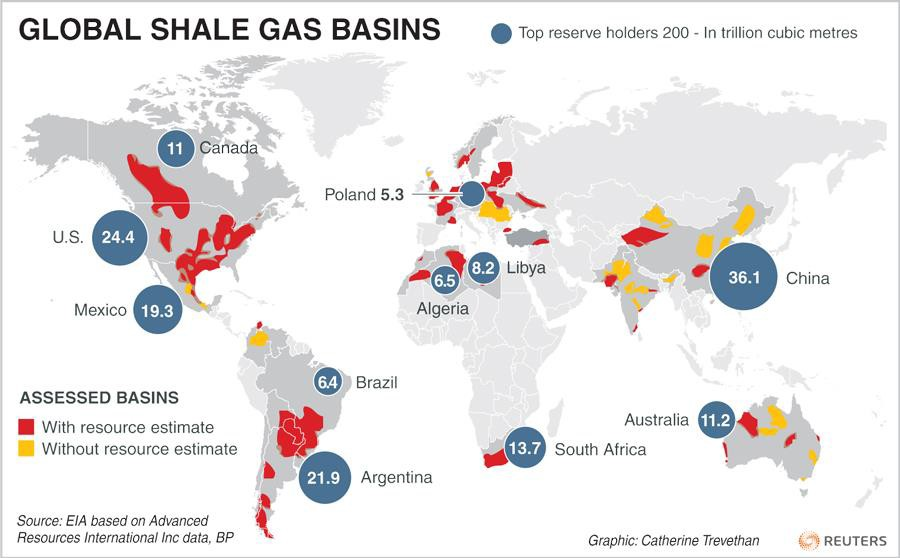 GLOBAL SHALE GAS BASINS
Top reserve holders 200 - In trillion cubic metres
11 Canada
Poland 5.3
U.S. 24.4
8.2 Libya
6.5
Algeria
36.1 China
Mexico 19.3
6.4 Brazil
ASSESSED BASINS
With resource estimate
Without resource estimate
Australia 11.2
13.7 South Africa
21.9 Argentina
Source: EIA based on Advanced
Resources International Inc data, BP
Graphic: Catherine Trevethan
REUTERS